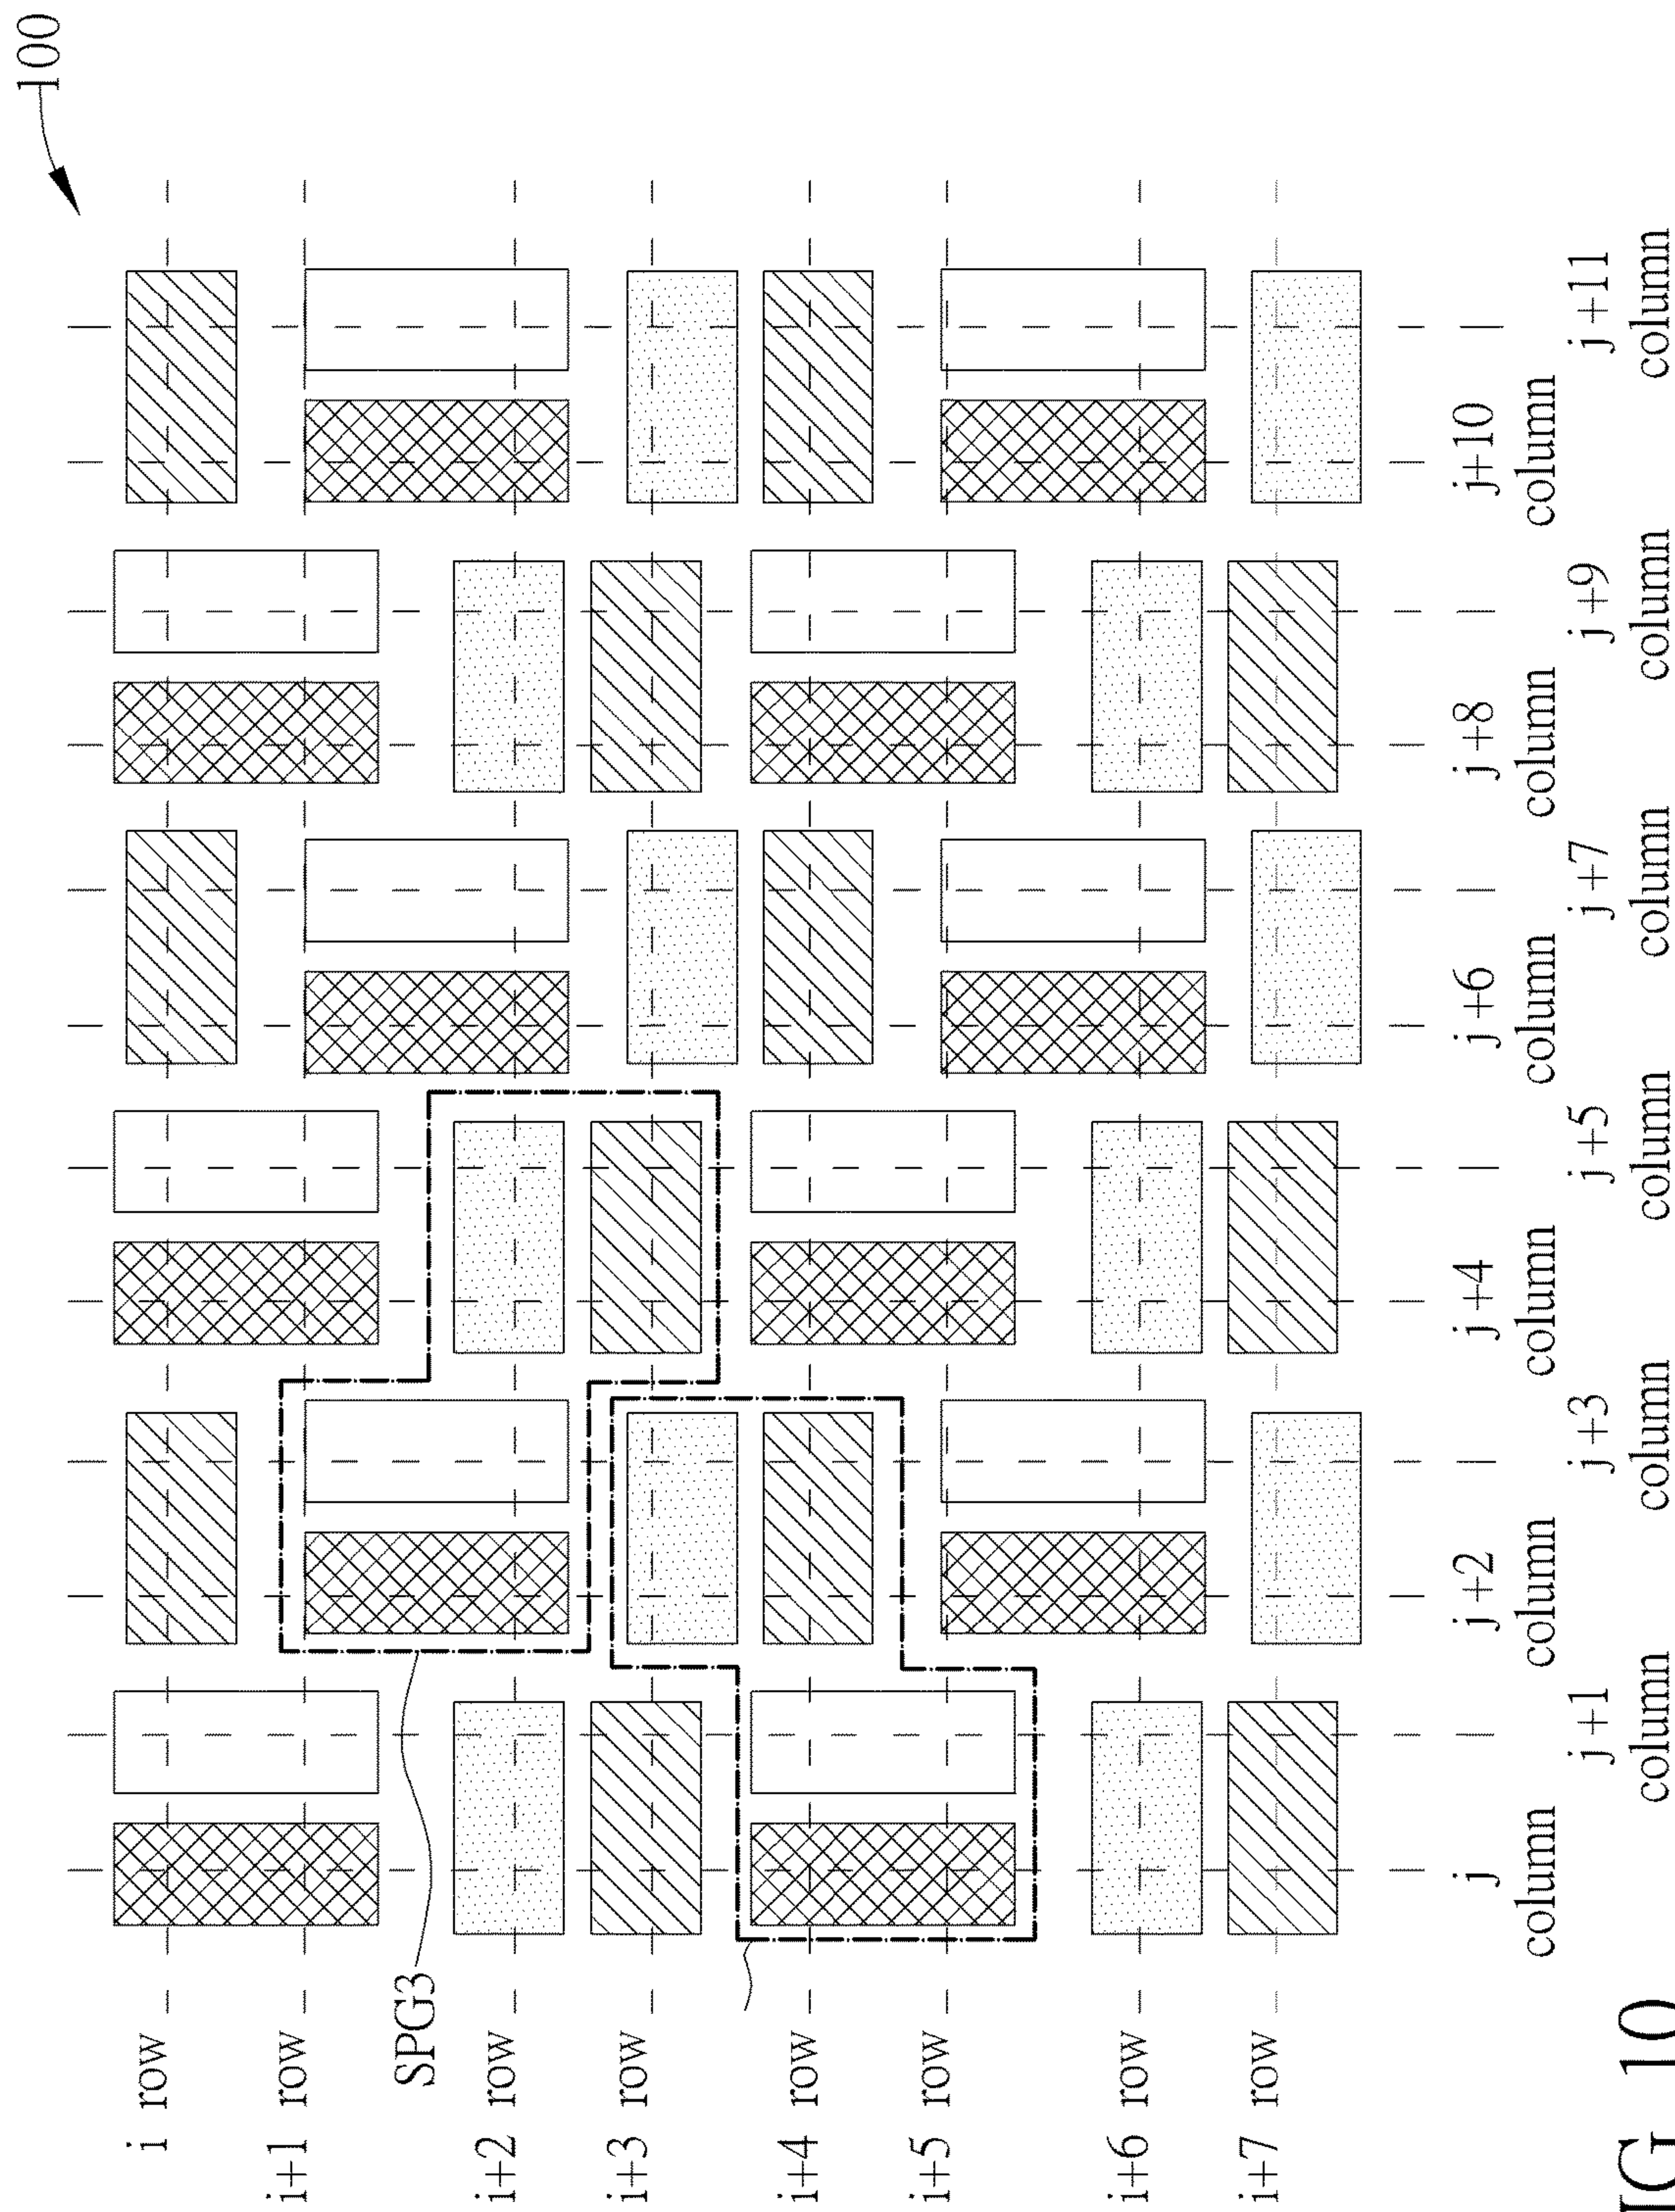 100
i row
i+1 row
SPG3
i+2 row
i+3 row
i+4 row
i+5 row
i+6 row
i+7 row
j column
j+1 column
j+2 column
j+3 column
j+4 column
j+5 column
j+6 column
j+7 column
j+8 column
j+9 column
j+10 column
j+11 column
IG 10